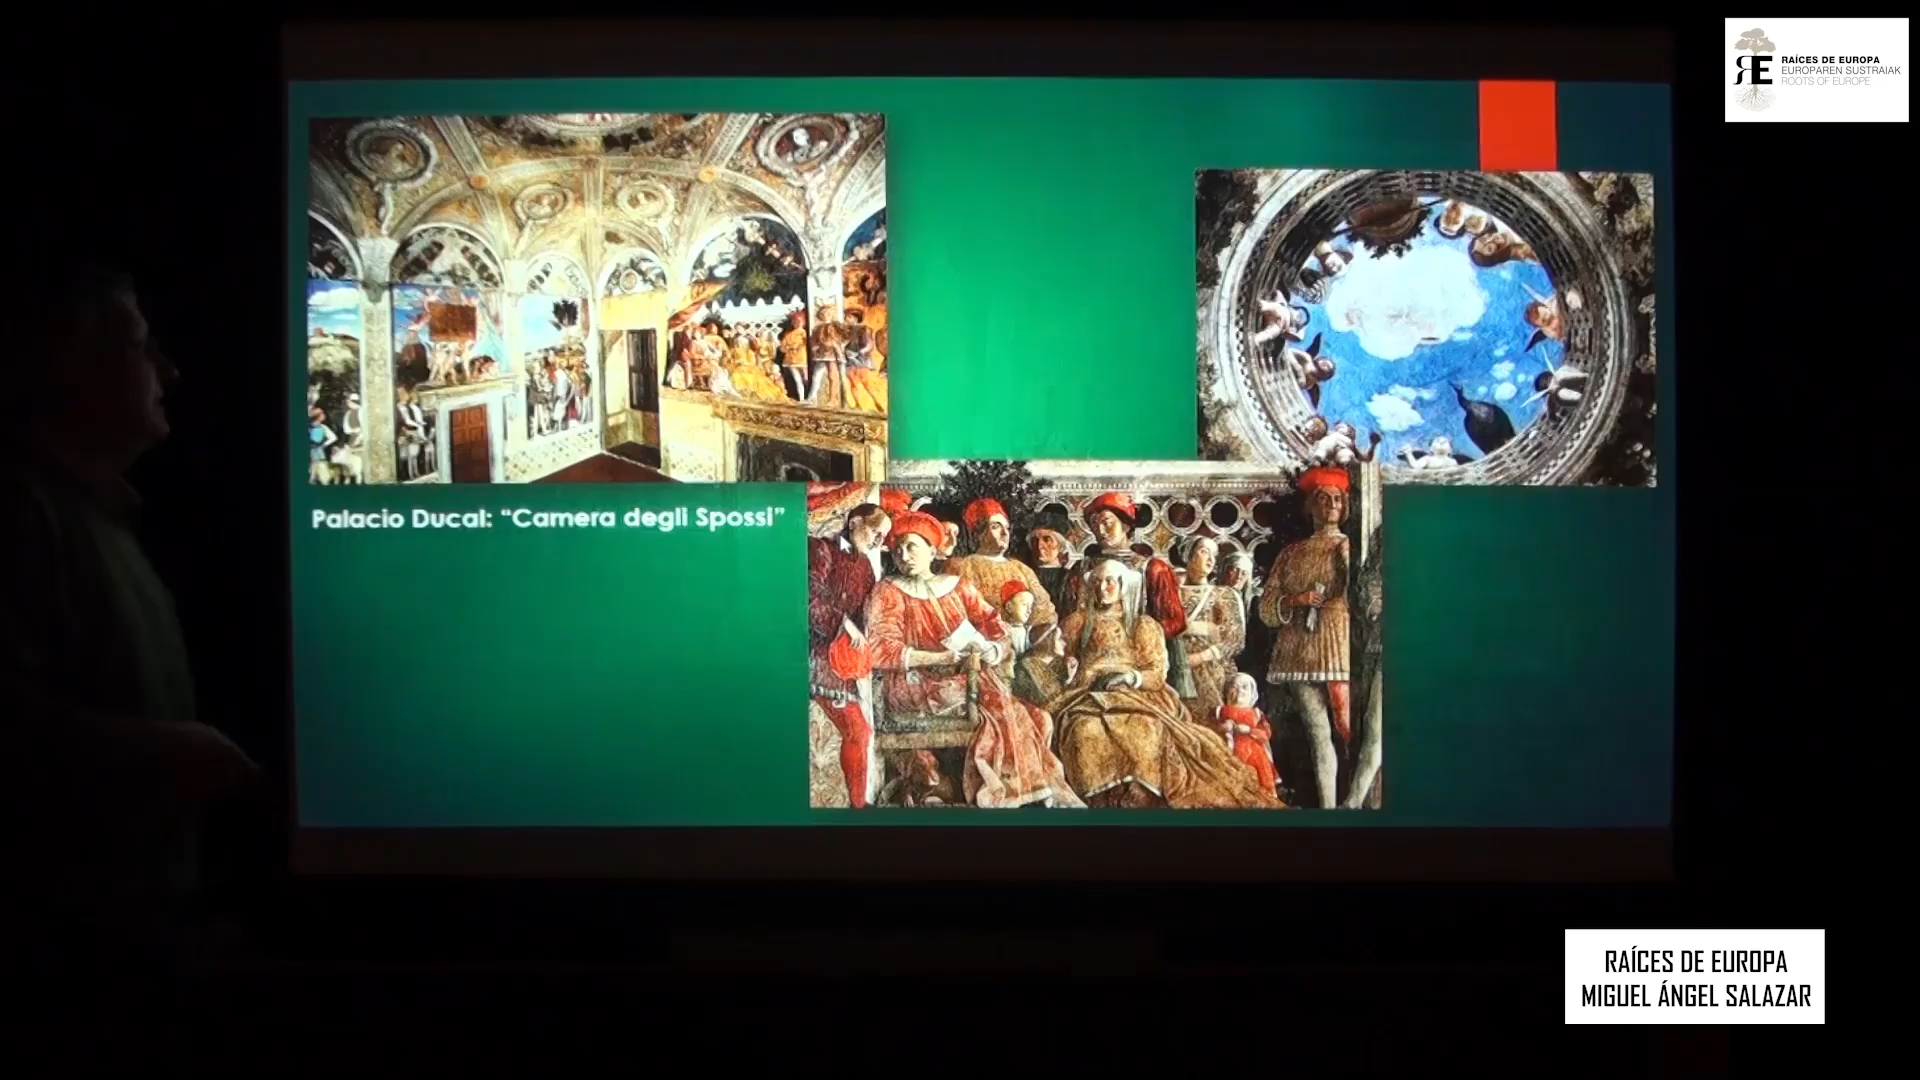 RAÍCES DE EUROPA
EUROPAREN SUSTRAIAK
ROOTS OF EUROPE
RE
Palacio Ducal: “Camera degli Spossi”
RAÍCES DE EUROPA
MIGUEL ÁNGEL SALAZAR